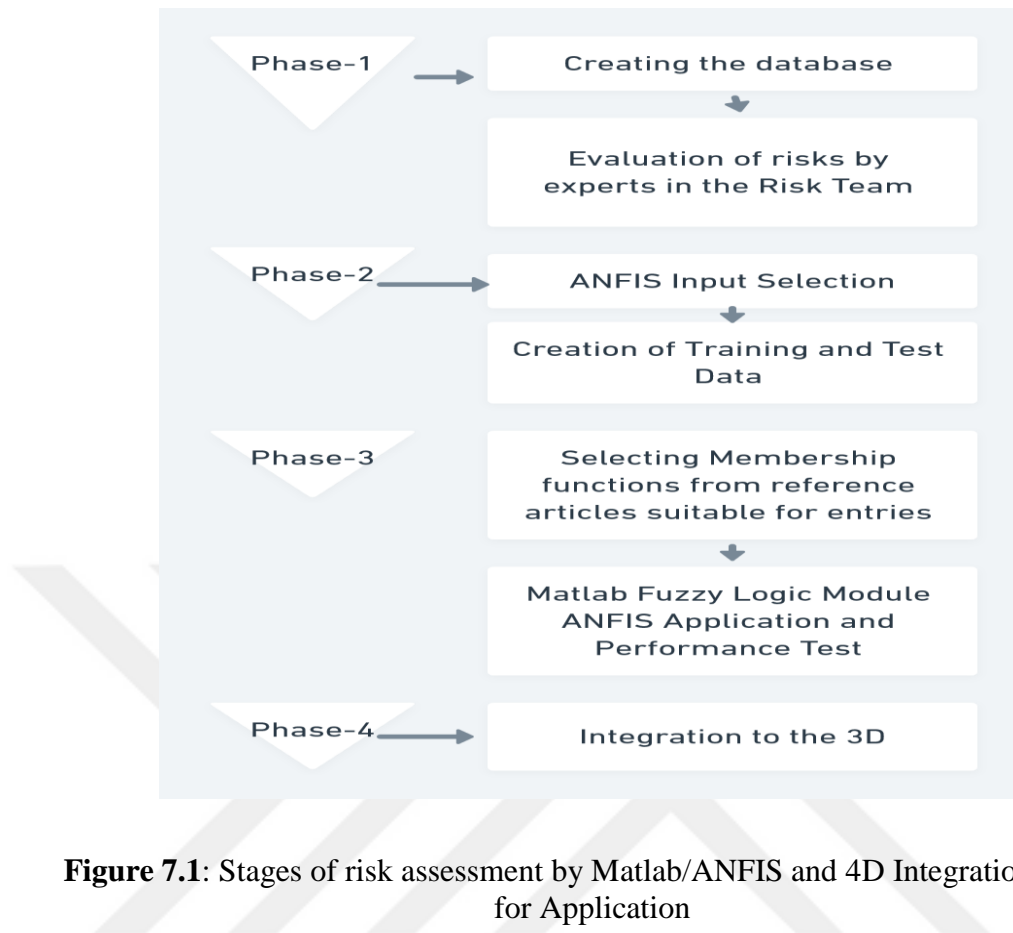 Phase-1
Creating the database
Evaluation of risks by
experts in the Risk Team
Phase-2
ANFIS Input Selection
Creation of Training and Test
Data
Phase-3
Selecting Membership
functions from reference
articles suitable for entries
Matlab Fuzzy Logic Module
ANFIS Application and
Performance Test
Phase-4
Integration to the 3D
Figure 7.1: Stages of risk assessment by Matlab/ANFIS and 4D Integratio
for Application